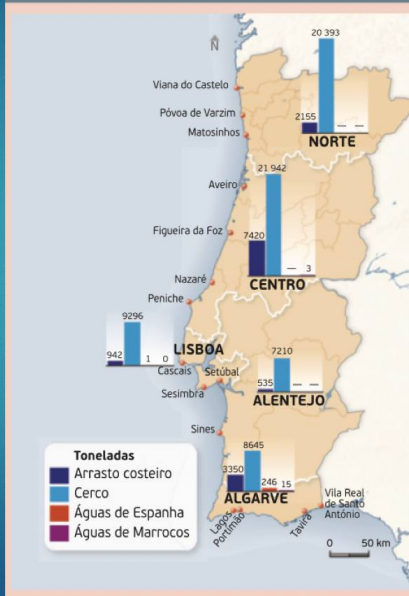 N
20 393
Viana do Castelo
Póvoa de Varzim
2155
— —
Matosinhos
NORTE
21 942
Aveiro
Figueira da Foz
7420
— 3
CENTRO
Nazaré
Peniche
9296
942
1 0
LISBOA
Cascais
Setúbal
Sesimbra
7210
535
— —
ALENTEJO
Sines
8645
3350
246 15
ALGARVE
Lagos
Portimão
Tavira
Vila Real
de Santo
António
Toneladas
Arrasto costeiro
Cerco
Águas de Espanha
Águas de Marrocos
0 50 km